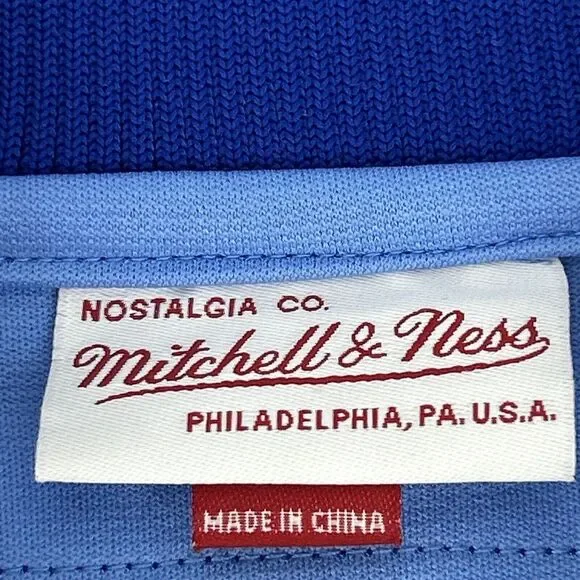 NOSTALGIA CO.
Mitchell & Ness
PHILADELPHIA, PA. U.S.A.
MADE IN CHINA